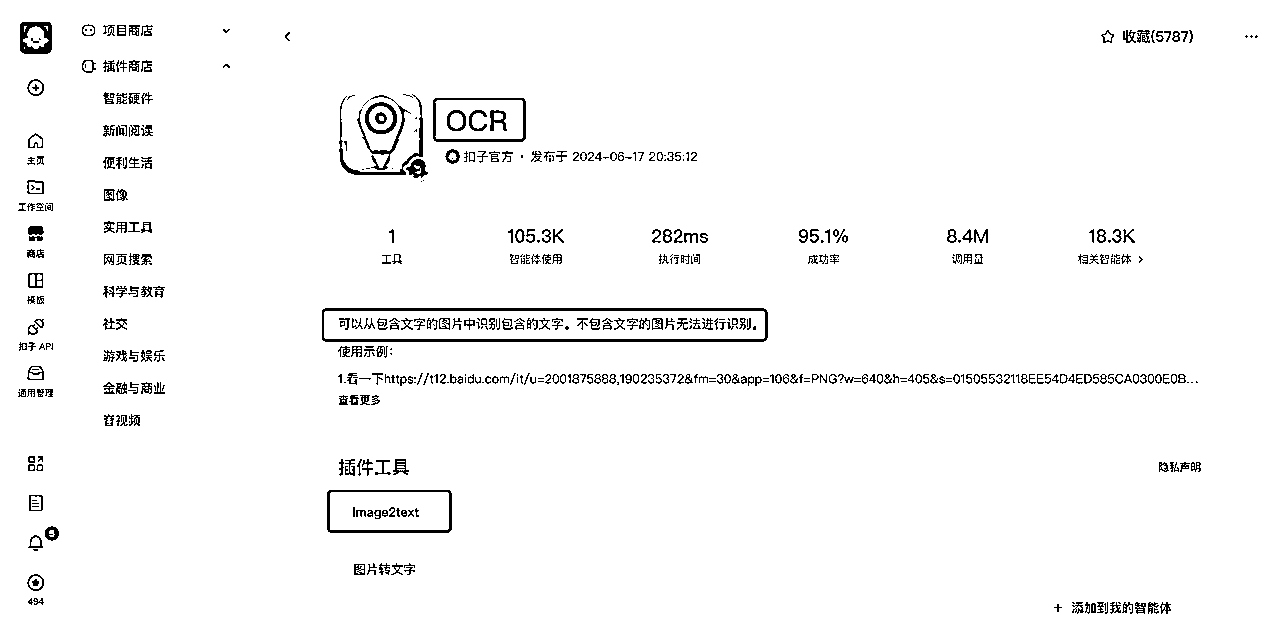 项目商店
插件商店
智能硬件
新闻阅读
便利生活
图像
实用工具
网页搜索
科学与教育
社交
游戏与娱乐
金融与商业
音视频
主页
工作空间
商店
模板
扣子 API
通用管理
494
收藏(5787)
OCR
扣子官方 · 发布于 2024-06-17 20:35:12
1
工具
105.3K
智能体使用
282ms
执行时间
95.1%
成功率
8.4M
调用量
18.3K
相关智能体
可以从包含文字的图片中识别包含的文字。不包含文字的图片无法进行识别。
使用示例：
1.看一下https://t12.baidu.com/it/u=2001875888,190235372&fm=30&app=106&f=PNG?w=640&h=405&s=01505532118EE54D4ED585CA0300E0B...
查看更多
插件工具
隐私声明
Image2text
图片转文字
+ 添加到我的智能体